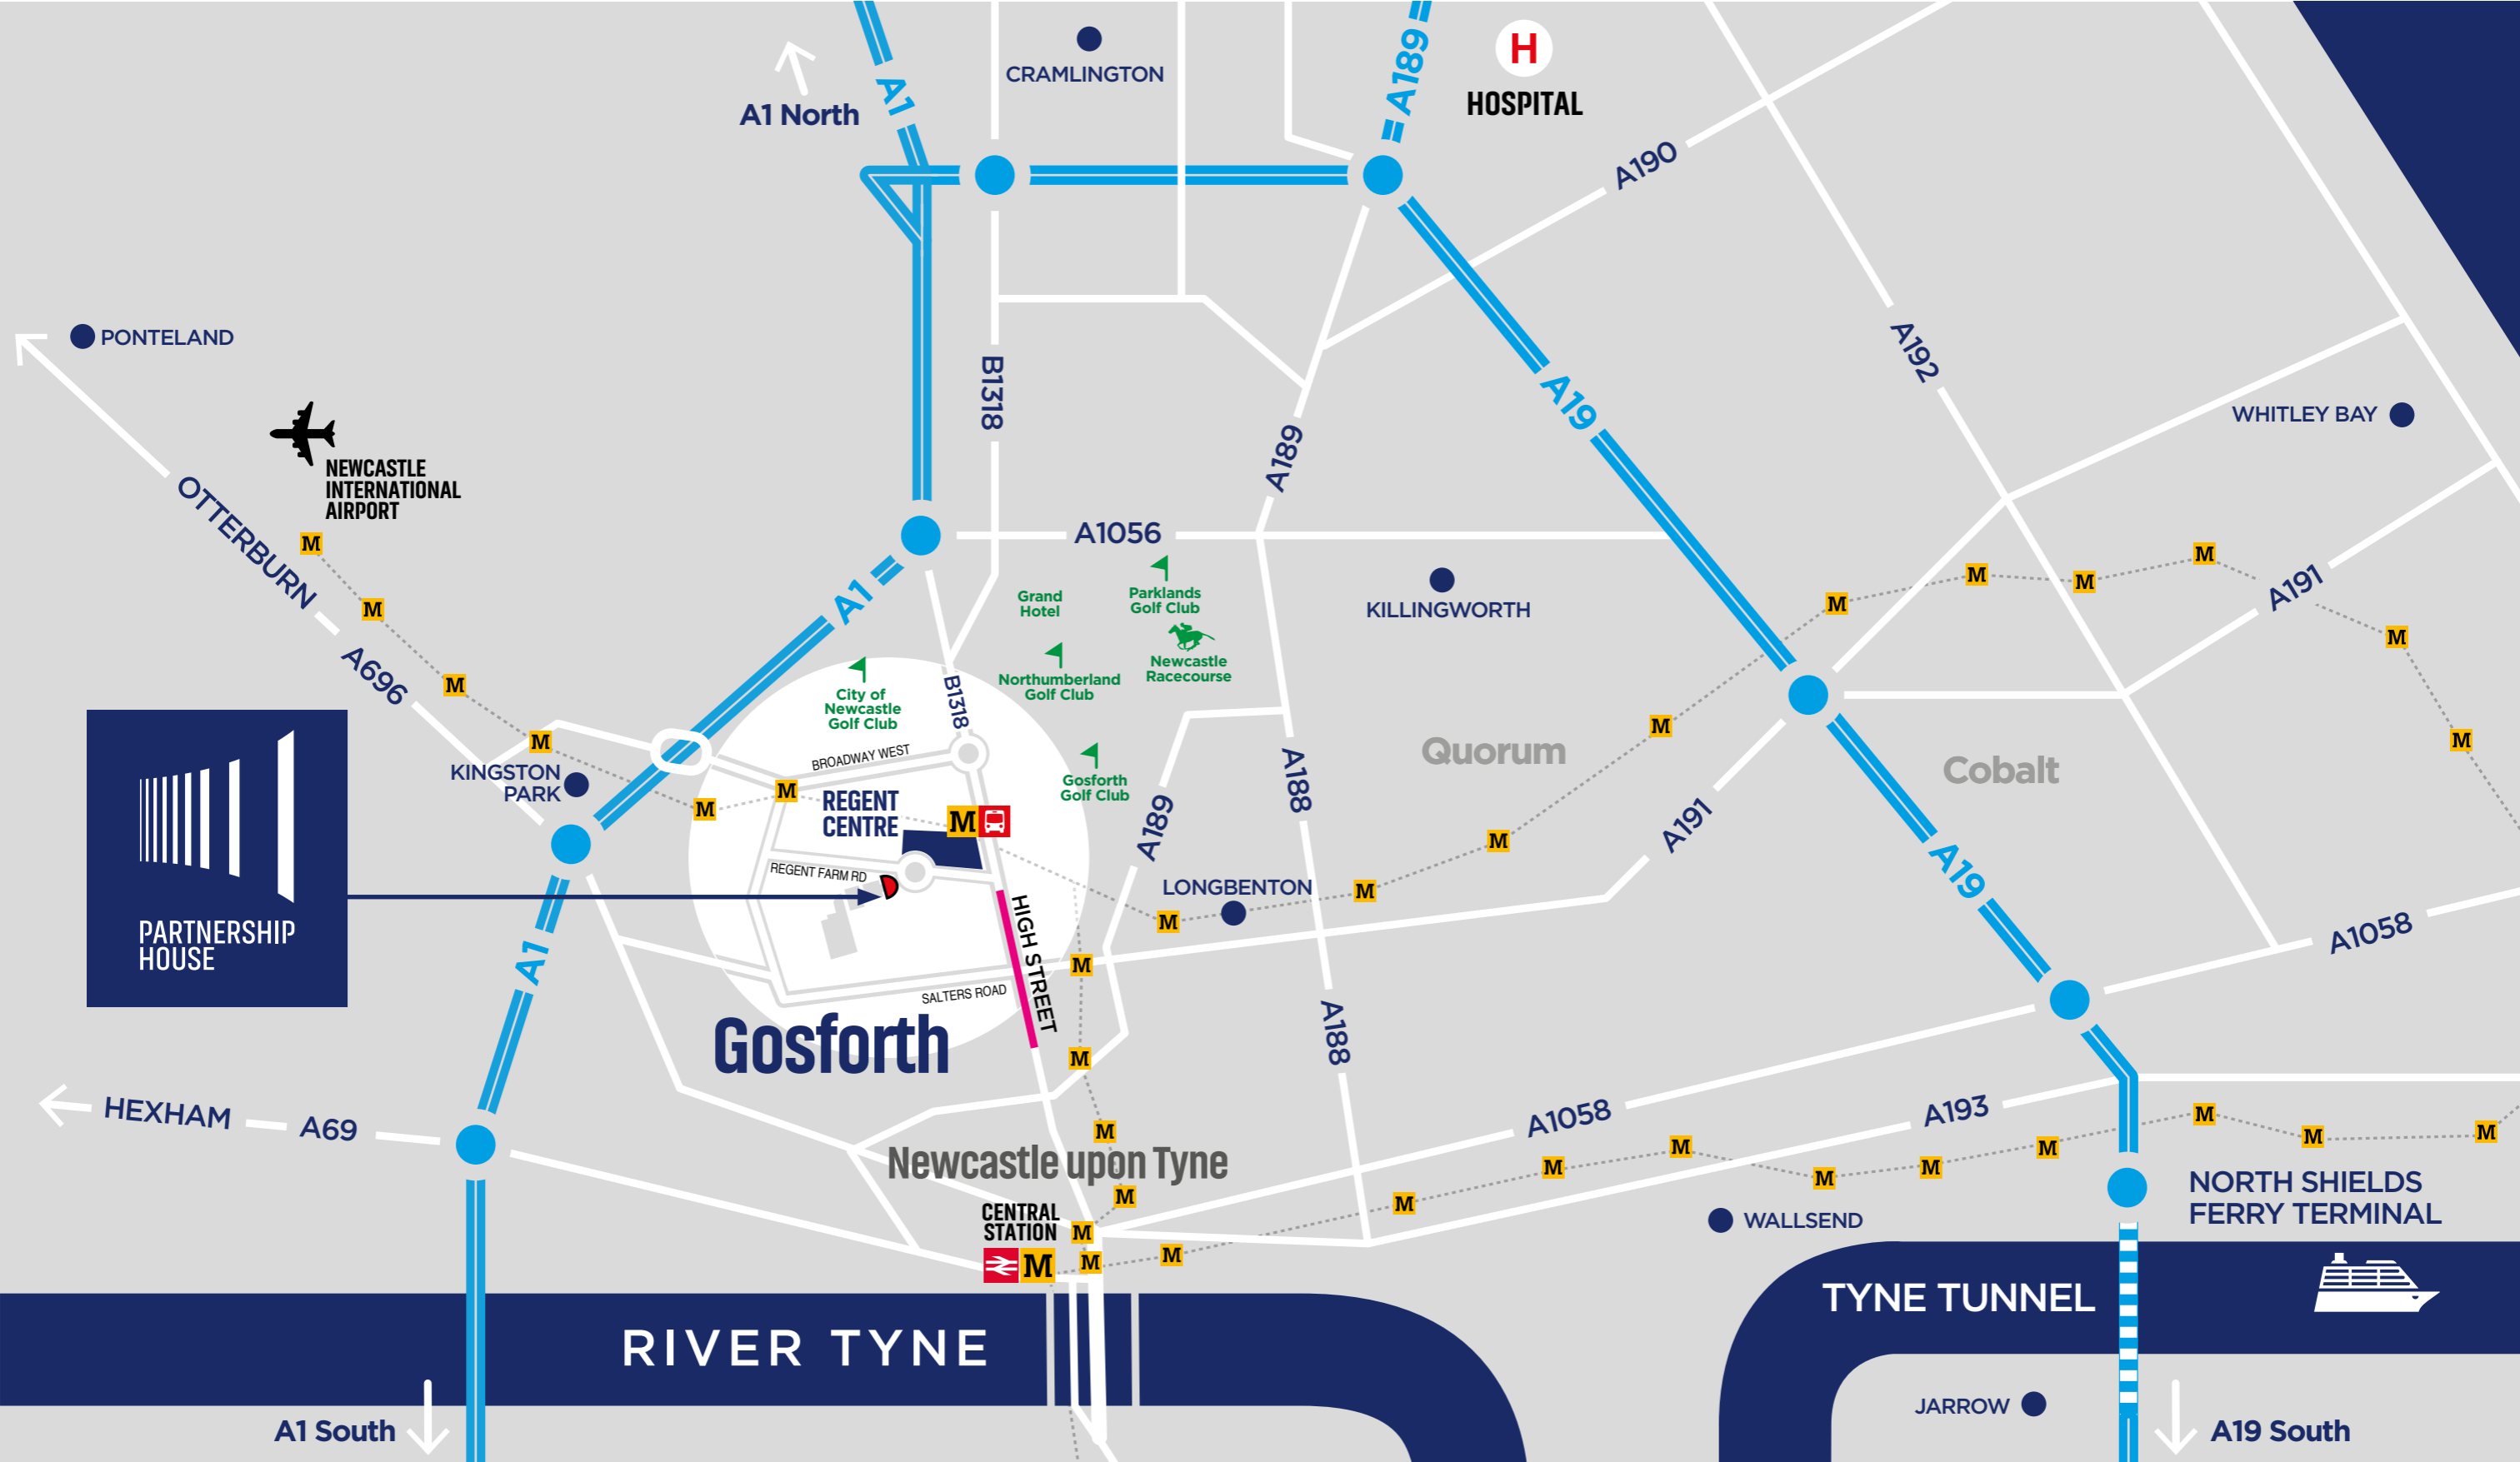 CRAMLINGTON
H
HOSPITAL
A1
A189
A1 North
A190
PONTELAND
A192
B1318
A19
WHITLEY BAY
A189
NEWCASTLE
INTERNATIONAL
AIRPORT
OTTERBURN
M
A1056
M
M
M
M
M
A191
KILLINGWORTH
Grand
Hotel
Parklands
Golf Club
A1
M
A696
M
M
Newcastle
Racecourse
Northumberland
Golf Club
City of
Newcastle
Golf Club
B1318
M
M
M
BROADWAY WEST
Quorum
Cobalt
KINGSTON
PARK
Gosforth
Golf Club
A188
M
M
REGENT
CENTRE
M
A189
A191
M
REGENT FARM RD
A19
LONGBENTON
M
M
PARTNERSHIP
HOUSE
HIGH STREET
A1058
A1
M
SALTERS ROAD
Gosforth
A188
M
HEXHAM
A69
A1058
A193
M
M
M
M
M
M
M
M
M
Newcastle upon Tyne
M
M
NORTH SHIELDS
FERRY TERMINAL
CENTRAL
STATION
M
M
M
M
WALLSEND
TYNE TUNNEL
RIVER TYNE
JARROW
A1 South
A19 South